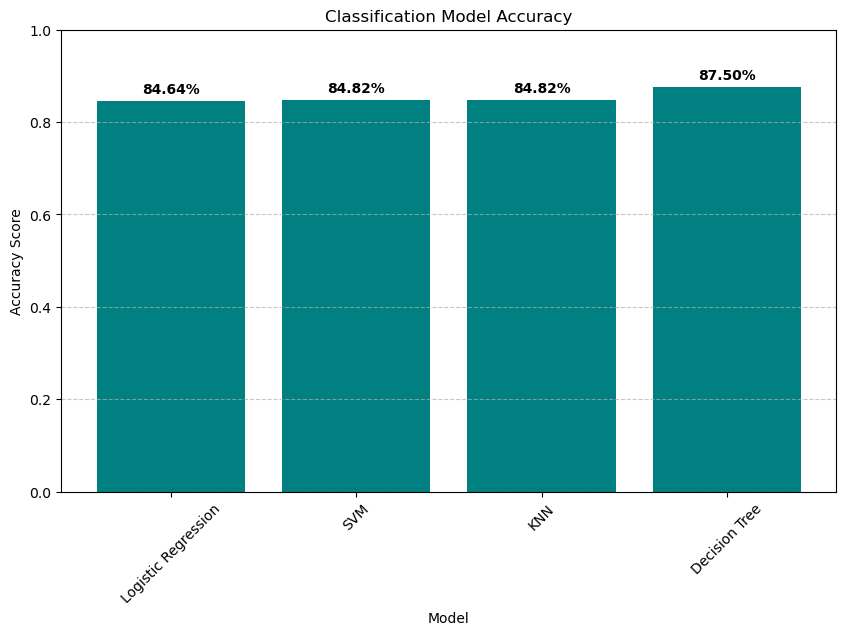 Classification Model Accuracy
1.0
0.8
0.6
0.4
0.2
0.0
Accuracy Score
84.64%
84.82%
84.82%
87.50%
Logistic Regression
SVM
KNN
Decision Tree
Model